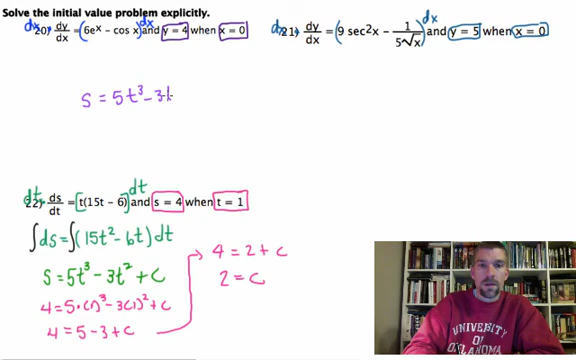 Solve the initial value problem explicitly.
dx 20) dy/dx = (6eˣ - cos x) dx and y = 4 when x = 0
dx 21) dy/dx = (9 sec²x - 1/(5√x)) dx and y = 5 when x = 0
s = 5t³ - 3t
dt 22) ds/dt = [t(15t - 6)] dt and s = 4 when t = 1
∫ds = ∫(15t² - 6t) dt
s = 5t³ - 3t² + C
4 = 5·(1)³ - 3(1)² + C
4 = 5 - 3 + C
4 = 2 + C
2 = C
UNIVERSITY
OF
OKLAHOMA